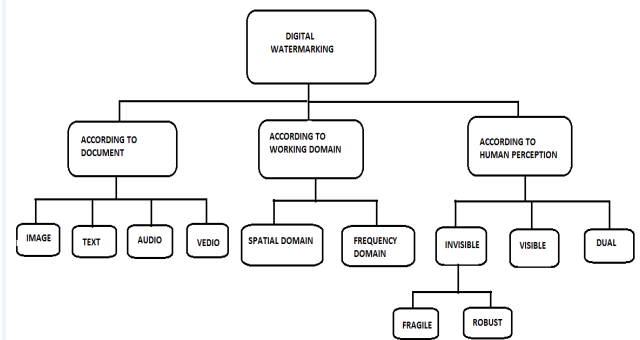 DIGITAL
WATERMARKING
ACCORDING TO
DOCUMENT
ACCORDING TO
WORKING DOMAIN
ACCORDING TO
HUMAN PERCEPTION
IMAGE
TEXT
AUDIO
VEDIO
SPATIAL DOMAIN
FREQUENCY
DOMAIN
INVISIBLE
VISIBLE
DUAL
FRAGILE
ROBUST